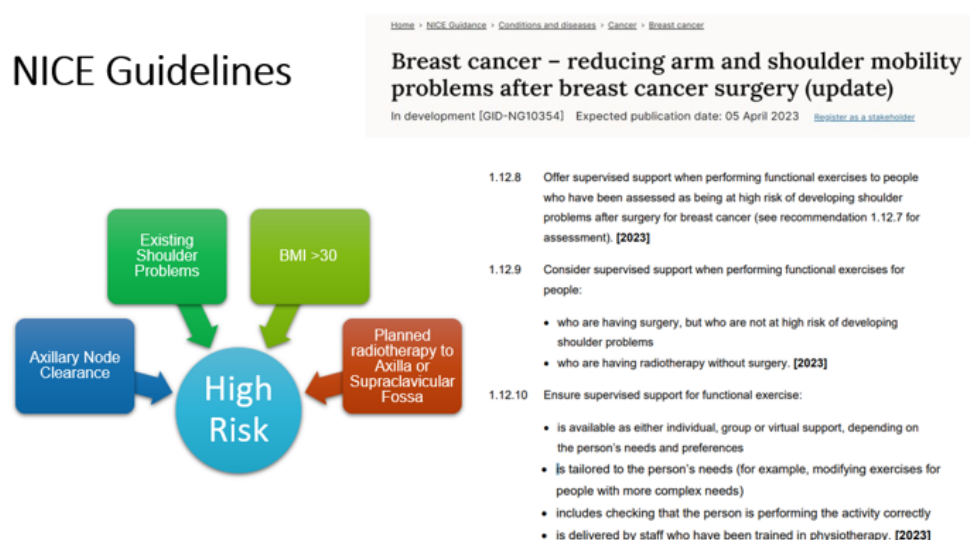 NICE Guidelines
Home > NICE Guidance > Conditions and diseases > Cancer > Breast cancer
Breast cancer – reducing arm and shoulder mobility
problems after breast cancer surgery (update)
In development [GID-NG10354] Expected publication date: 05 April 2023 Register as a stakeholder
Existing
Shoulder
Problems
BMI >30
Axillary Node
Clearance
Planned
radiotherapy to
Axilla or
Supraclavicular
Fossa
High
Risk
1.12.8 Offer supervised support when performing functional exercises to people
who have been assessed as being at high risk of developing shoulder
problems after surgery for breast cancer (see recommendation 1.12.7 for
assessment). [2023]
1.12.9 Consider supervised support when performing functional exercises for
people:
• who are having surgery, but who are not at high risk of developing
shoulder problems
• who are having radiotherapy without surgery. [2023]
1.12.10 Ensure supervised support for functional exercise:
• is available as either individual, group or virtual support, depending on
the person's needs and preferences
• is tailored to the person's needs (for example, modifying exercises for
people with more complex needs)
• includes checking that the person is performing the activity correctly
• is delivered by staff who have been trained in physiotherapy. [2023]